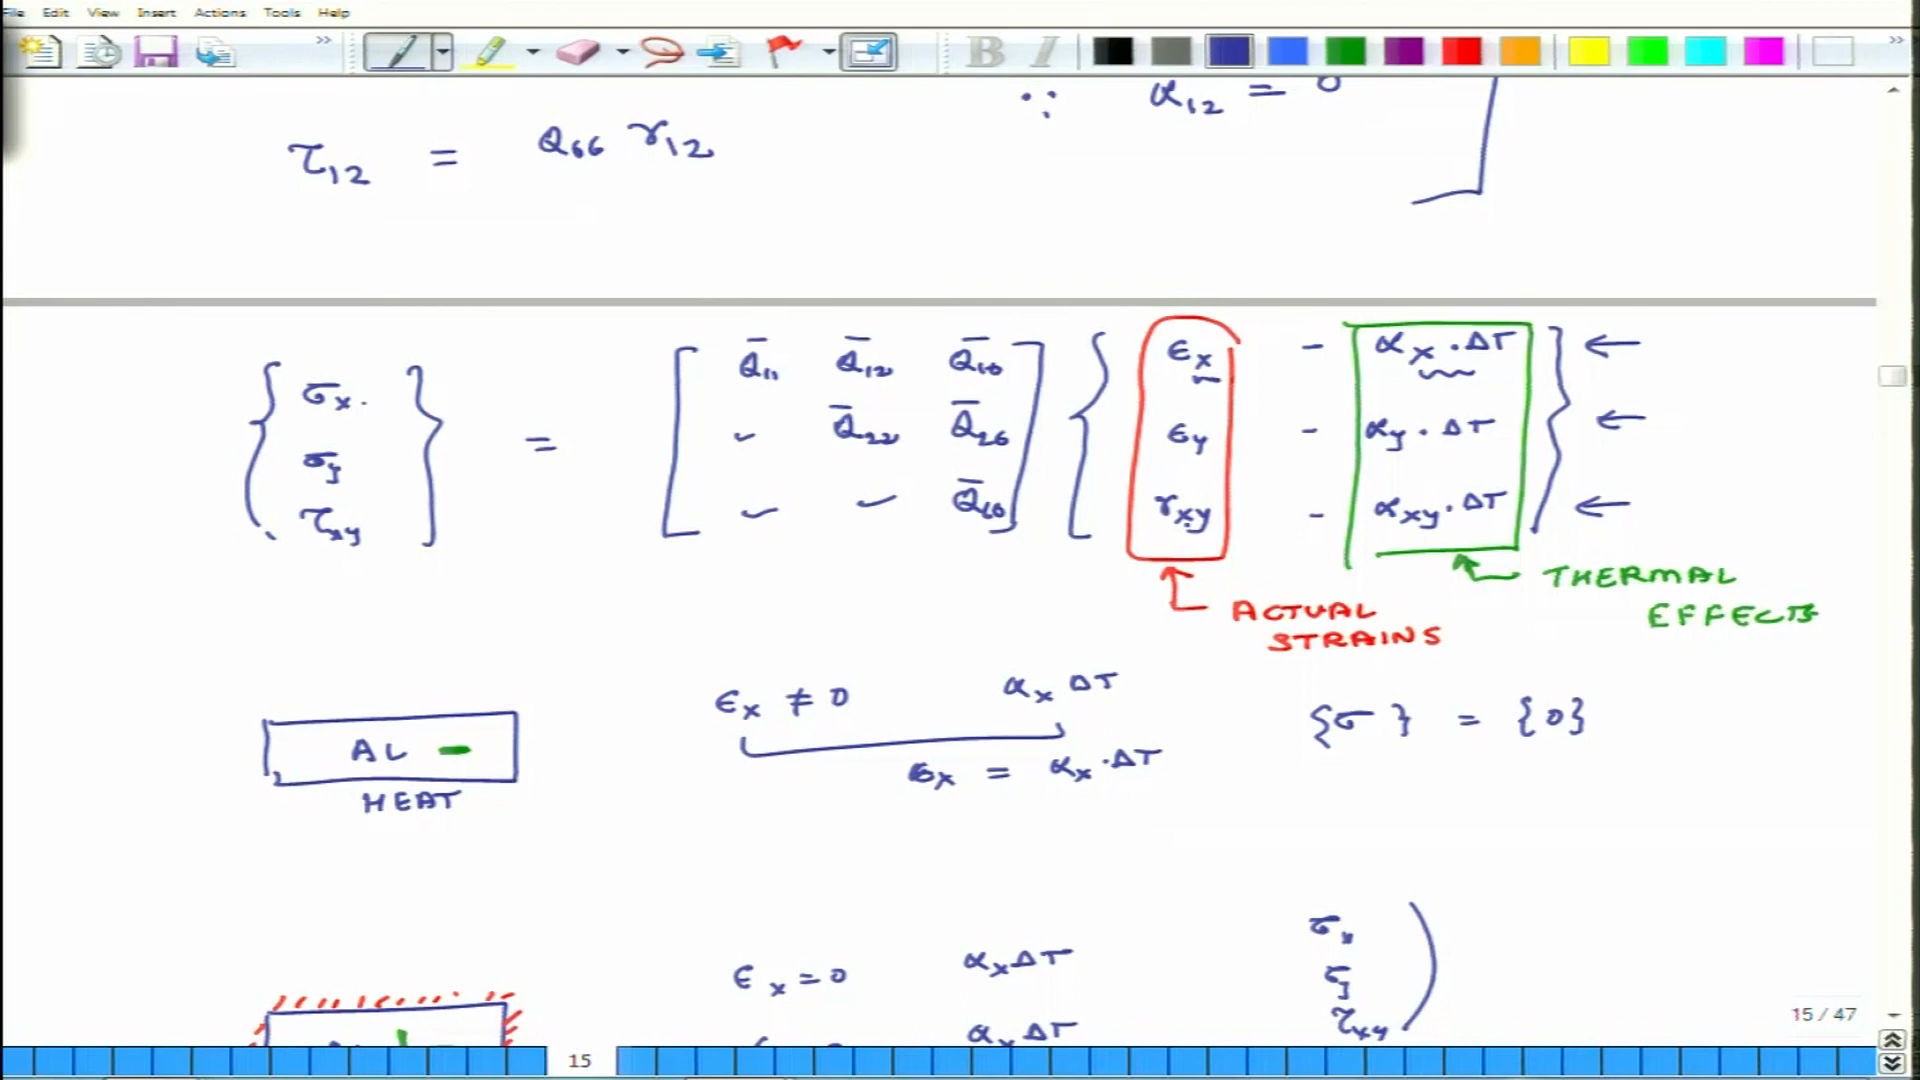 File Edit View Insert Actions Tools Help
B I
∵ α12 = 0
τ12 = Q66 γ12
{ σx } = [ Q̄11 Q̄12 Q̄16 ] { εx - αx·ΔT } ←
σy ✓ Q̄22 Q̄26 εy - αy·ΔT ←
τxy ✓ ✓ Q̄66 γxy - αxy·ΔT ←
THERMAL
EFFECTS
ACTUAL
STRAINS
εx ≠ 0 αx ΔT {σ} = {0}
AL
εx = αx·ΔT
HEAT
σx
εx = 0 αxΔT
σy
τxy
15 / 47
15